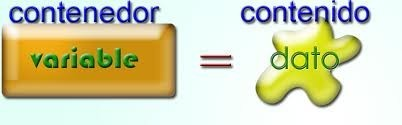 contenedor contenido
variable = dato